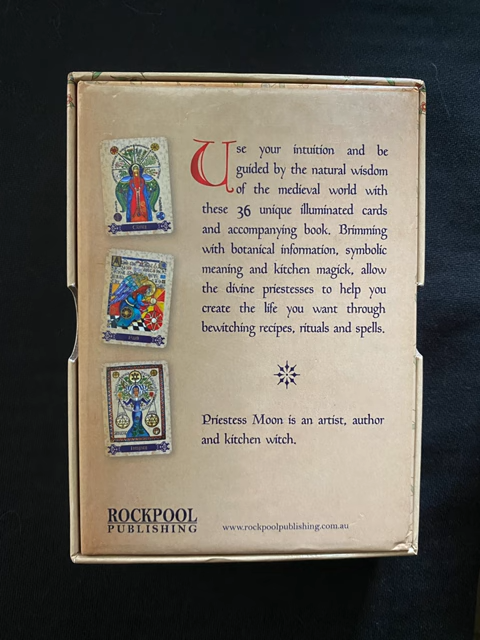 Use your intuition and be
guided by the natural wisdom
of the medieval world with
these 36 unique illuminated cards
and accompanying book. Brimming
with botanical information, symbolic
meaning and kitchen magick, allow
the divine priestesses to help you
create the life you want through
bewitching recipes, rituals and spells.
Priestess Moon is an artist, author
and kitchen witch.
ROCKPOOL
PUBLISHING
www.rockpoolpublishing.com.au